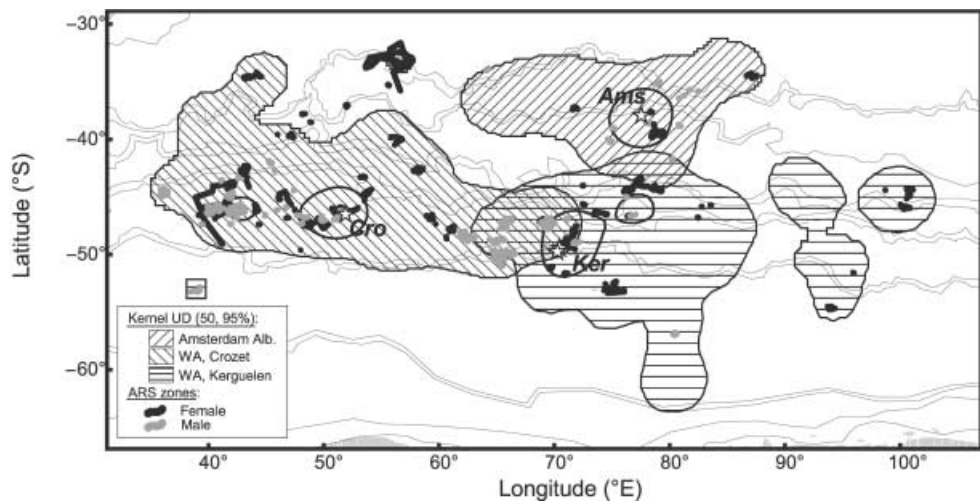 −30°
−40°
−50°
−60°
Latitude (°S)
Ams
Cro
Ker
Kernel UD (50, 95%):
Amsterdam Alb.
WA, Crozet
WA, Kerguelen
ARS zones:
Female
Male
40° 50° 60° 70° 80° 90° 100°
Longitude (°E)